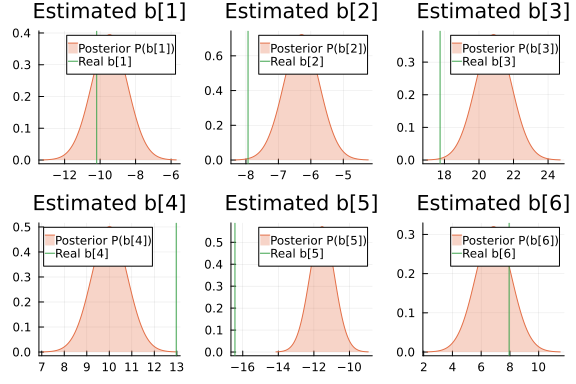 Estimated b[1] Estimated b[2] Estimated b[3]
0.4 Posterior P(b[1]) Posterior P(b[2]) Posterior P(b[3])
Real b[1] Real b[2] Real b[3]
0.3 0.6 0.3
0.2 0.4 0.2
0.1 0.2 0.1
0.0 0.0 0.0
−12 −10 −8 −6 −8 −7 −6 −5 18 20 22 24
Estimated b[4] Estimated b[5] Estimated b[6]
0.5 Posterior P(b[4]) Posterior P(b[5]) Posterior P(b[6])
Real b[4] Real b[5] Real b[6]
0.4 0.5 0.3
0.3 0.4 0.2
0.2 0.3 0.1
0.1 0.2 0.0
0.0 0.1
0.0
7 8 9 10 11 12 13 −16 −14 −12 −10 2 4 6 8 10